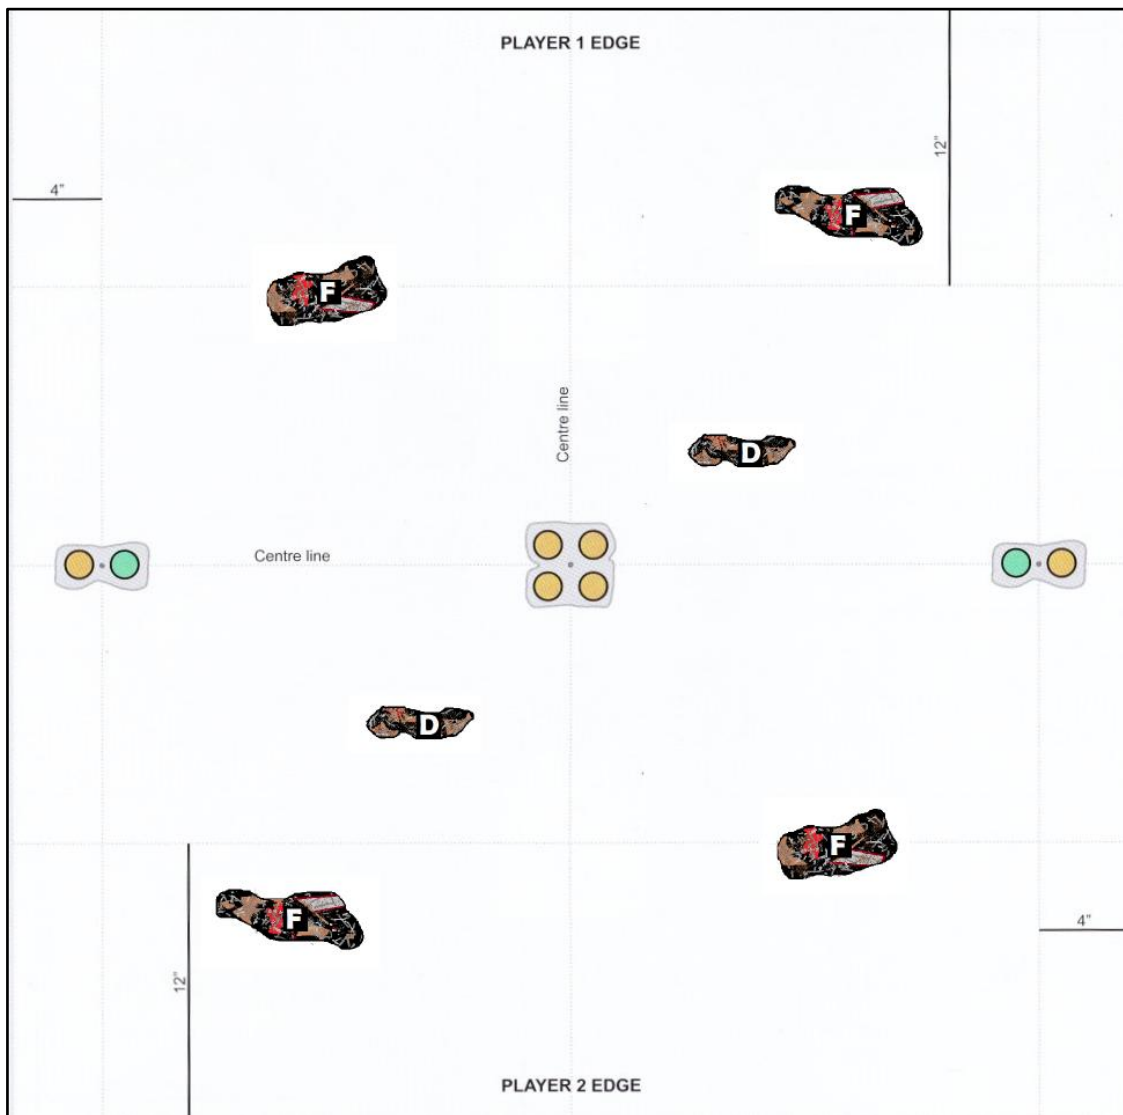 PLAYER 1 EDGE
12"
4"
F
F
Centre line
D
Centre line
D
F
F
4"
12"
PLAYER 2 EDGE